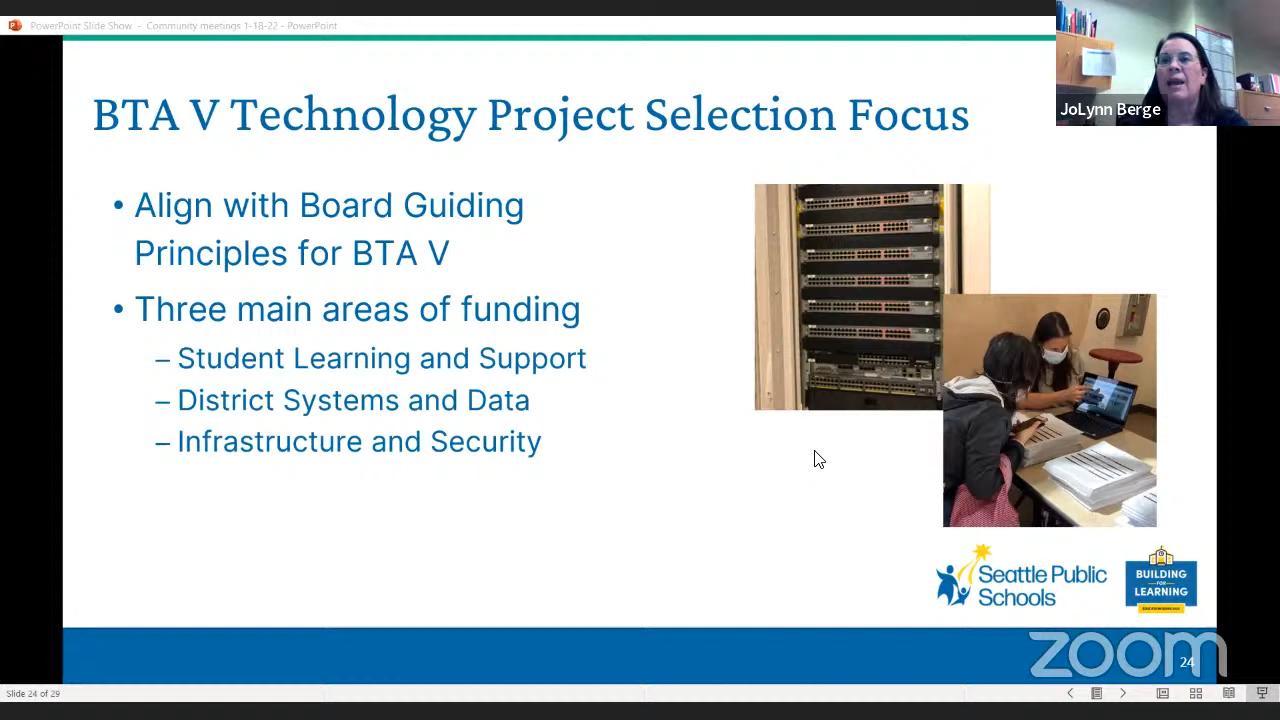 PowerPoint Slide Show - Community meetings 1-18-22 - PowerPoint
JoLynn Berge
BTA V Technology Project Selection Focus
• Align with Board Guiding
Principles for BTA V
• Three main areas of funding
– Student Learning and Support
– District Systems and Data
– Infrastructure and Security
Seattle Public
Schools
BUILDING
FOR
LEARNING
zoom
24
Slide 24 of 29